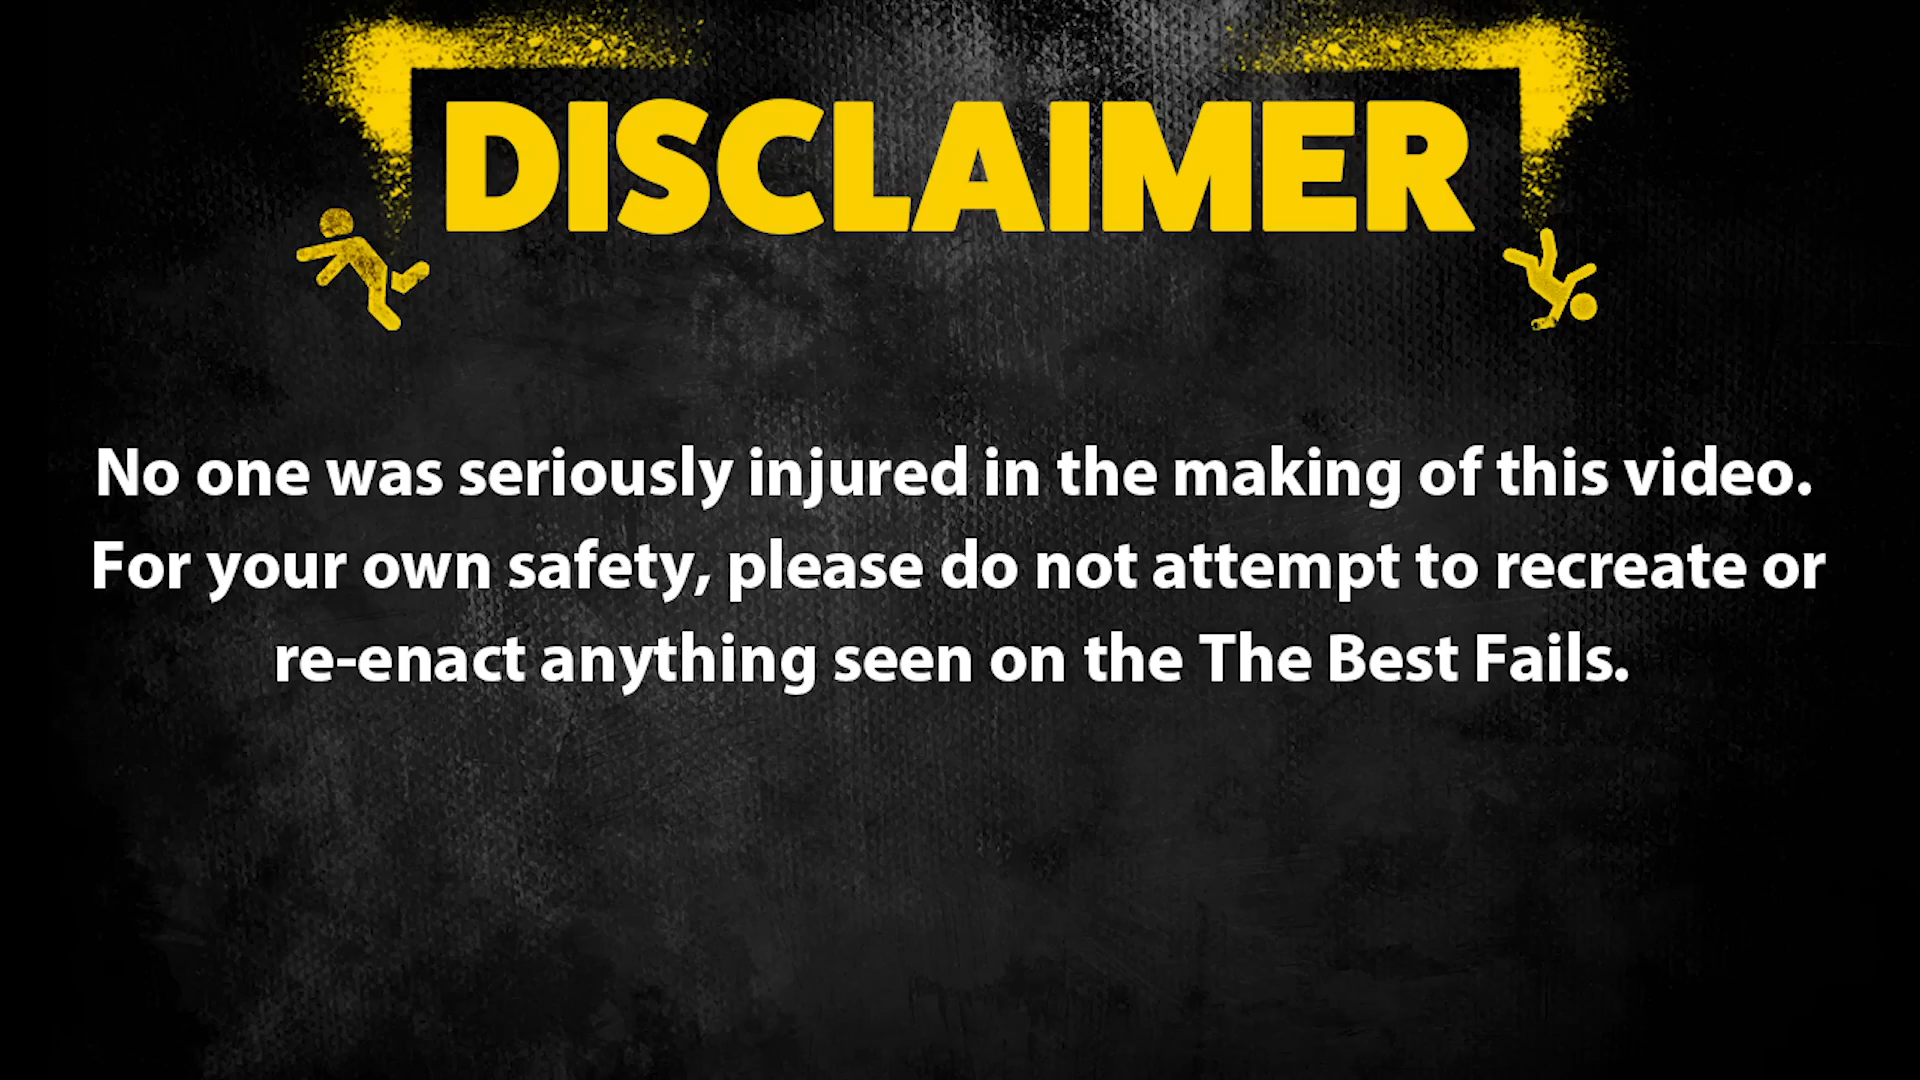 DISCLAIMER
No one was seriously injured in the making of this video.
For your own safety, please do not attempt to recreate or
re-enact anything seen on the The Best Fails.